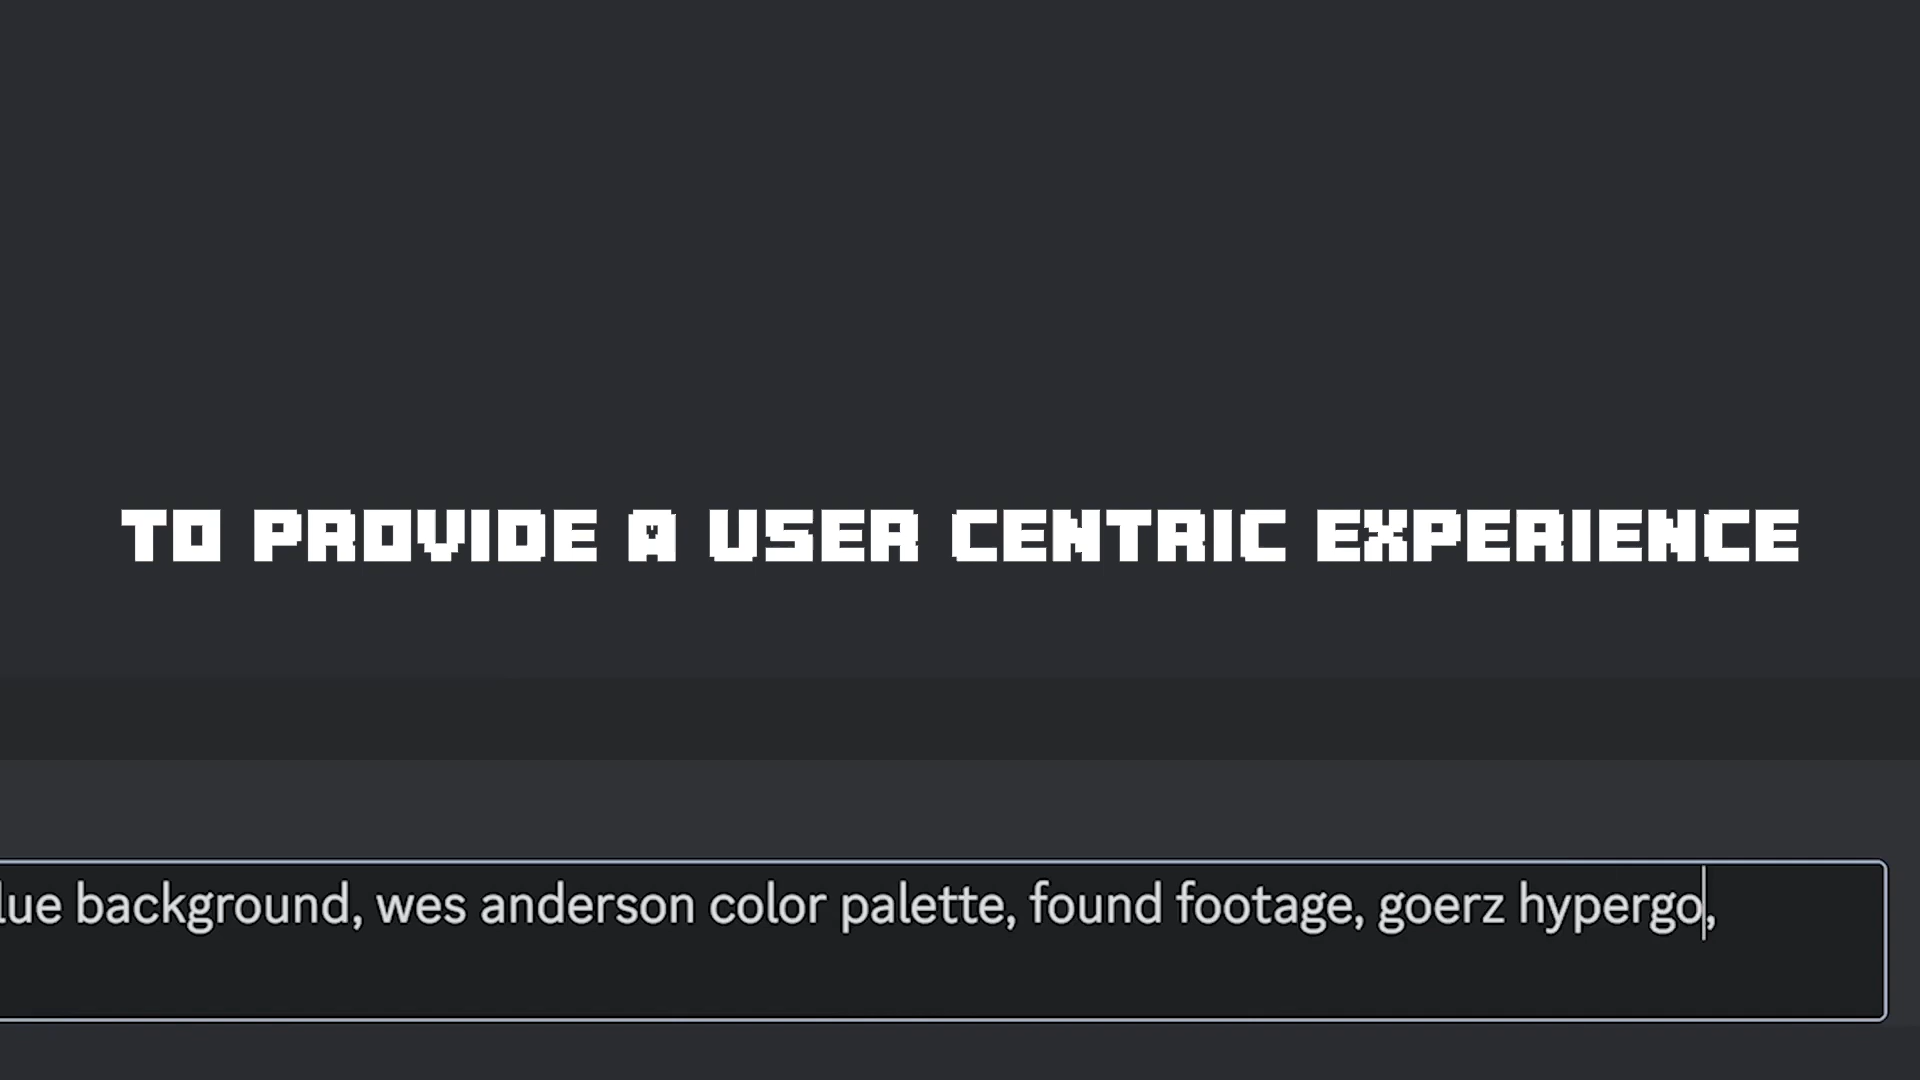 TO PROVIDE A USER CENTRIC EXPERIENCE
lue background, wes anderson color palette, found footage, goerz hypergo,